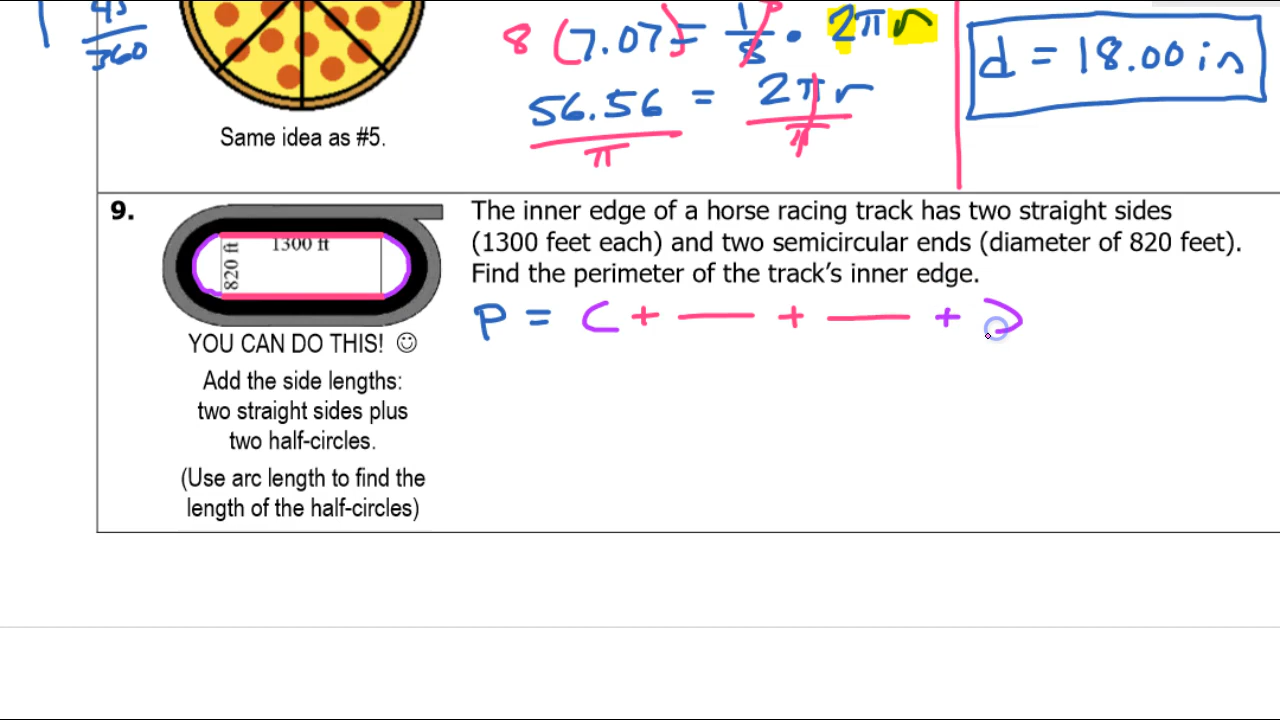 45
360
8 (7.07) = 1/8 • 2πr
56.56 = 2πr
π π
d = 18.00 in
Same idea as #5.
9.
1300 ft
820 ft
The inner edge of a horse racing track has two straight sides
(1300 feet each) and two semicircular ends (diameter of 820 feet).
Find the perimeter of the track's inner edge.
P = ⊂ + — + — + ⊃
YOU CAN DO THIS! ☺
Add the side lengths:
two straight sides plus
two half-circles.
(Use arc length to find the
length of the half-circles)